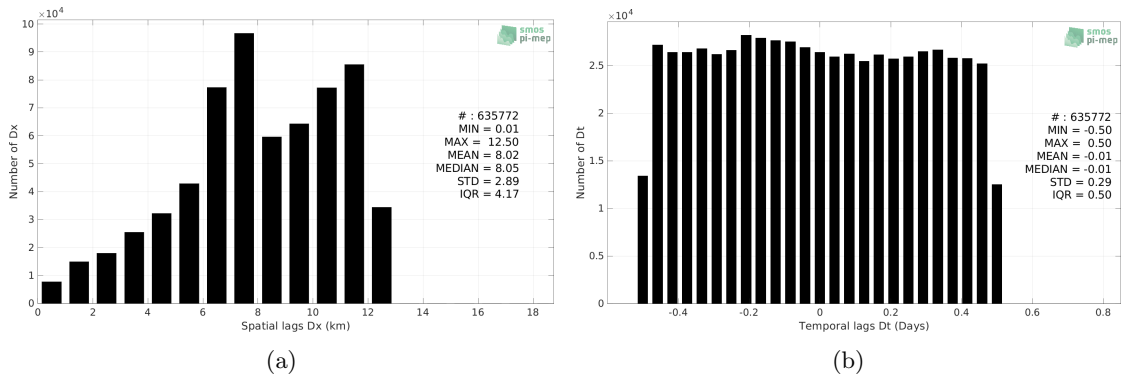 ×10⁴
10
9
8
7
6
5
4
3
2
1
0
Number of Dx
0 2 4 6 8 10 12 14 16 18
Spatial lags Dx (km)
smos
pi-mep
# : 635772
MIN = 0.01
MAX = 12.50
MEAN = 8.02
MEDIAN = 8.05
STD = 2.89
IQR = 4.17
(a)
×10⁴
2.5
2
1.5
1
0.5
0
Number of Dt
-0.4 -0.2 0 0.2 0.4 0.6 0.8
Temporal lags Dt (Days)
smos
pi-mep
# : 635772
MIN = -0.50
MAX = 0.50
MEAN = -0.01
MEDIAN = -0.01
STD = 0.29
IQR = 0.50
(b)